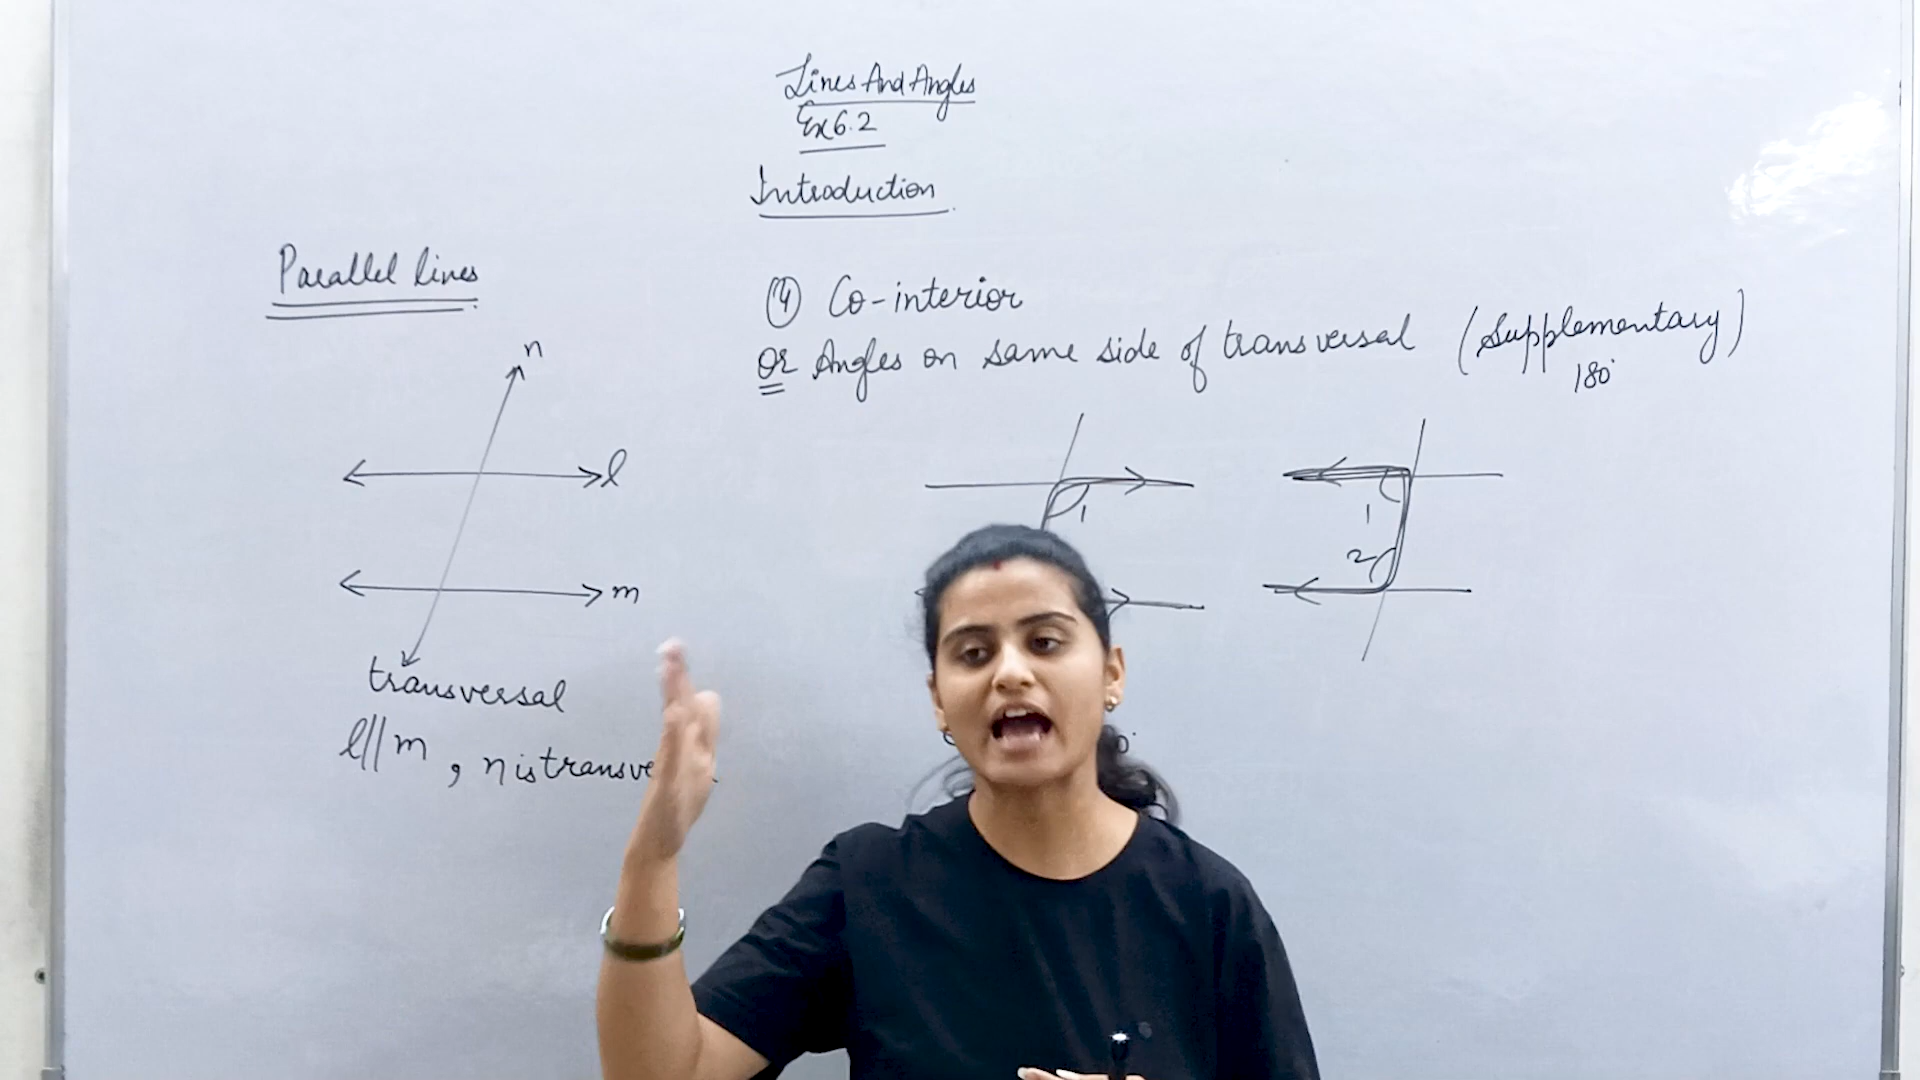 Lines And Angles
Ex 6.2
Introduction
Parallel lines
n
l
m
transversal
l||m , n is
④ Co-interior
Or Angles on same side of transversal (Supplementary)
180°
1
1
2